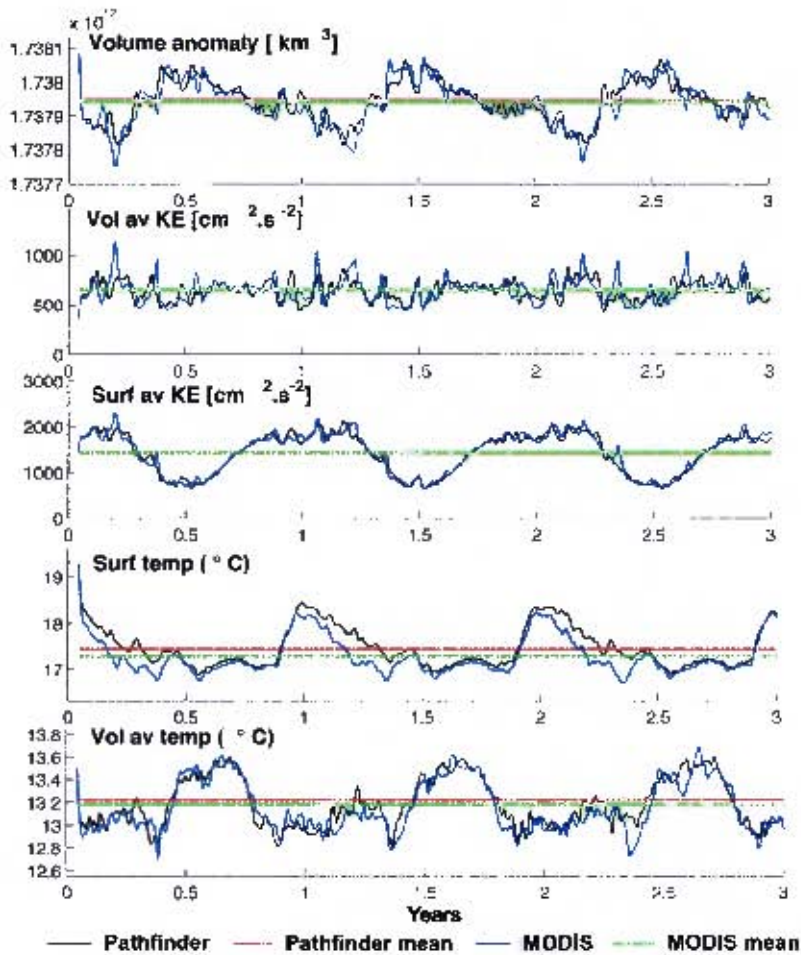 x 10
Volume anomaly [ km 3]
1.7381
1.738
1.7379
1.7378
1.7377
0 0.5 1 1.5 2 2.5 3
Vol av KE [cm 2.s-2]
1000
500
0
0 0.5 1 1.5 2 2.5 3
Surf av KE [cm 2.s-2]
3000
2000
1000
0
0 0.5 1 1.5 2 2.5 3
Surf temp ( ° C)
19
18
17
0 0.5 1 1.5 2 2.5 3
Vol av temp ( ° C)
13.8
13.6
13.4
13.2
13
12.8
12.6
0 0.5 1 1.5 2 2.5 3
Years
Pathfinder Pathfinder mean MODIS MODIS mean